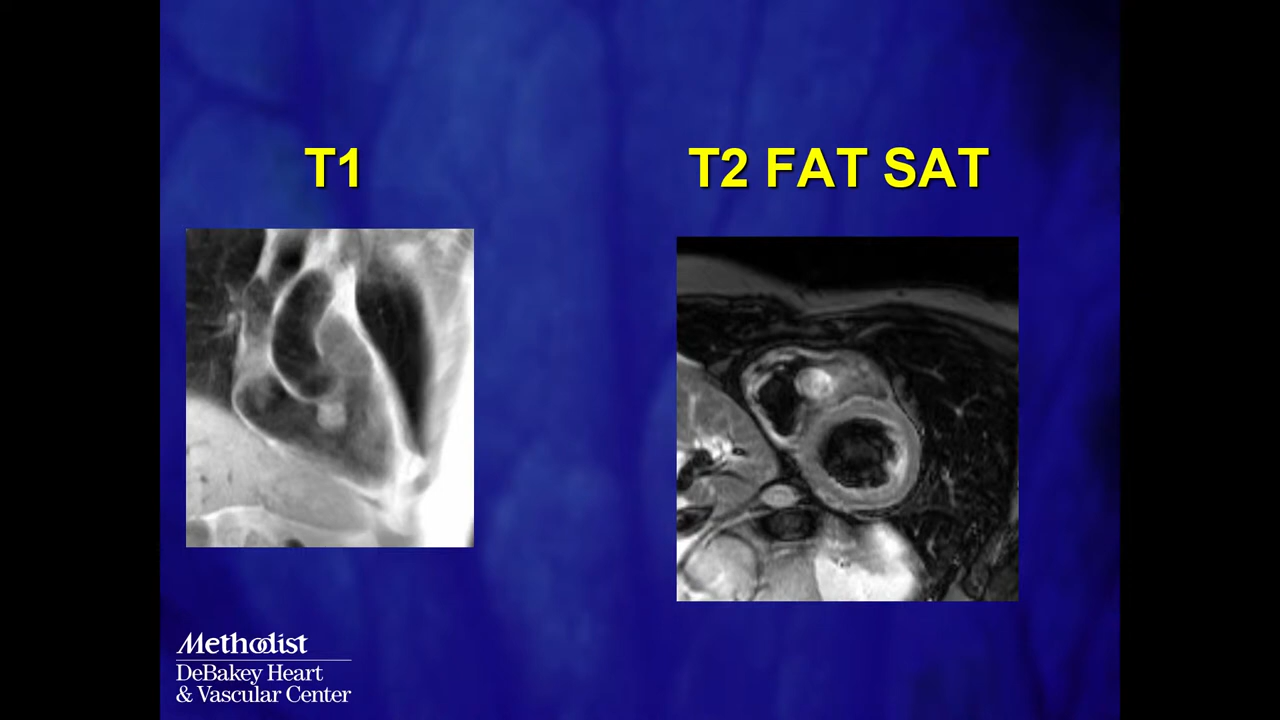 T1
T2 FAT SAT
Methodist
DeBakey Heart
& Vascular Center